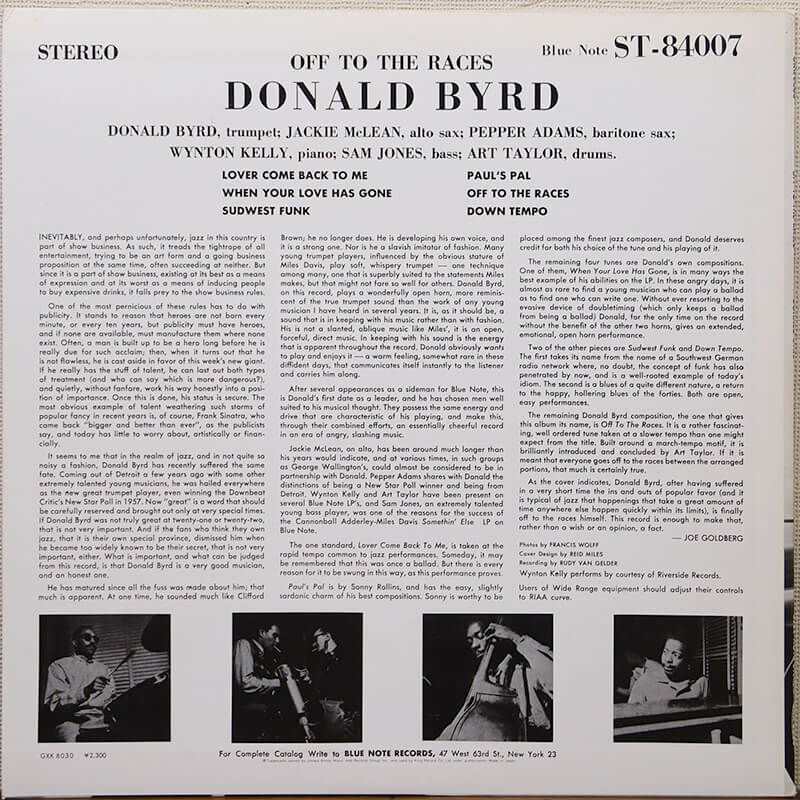 STEREO
Blue Note ST-84007
OFF TO THE RACES
DONALD BYRD
DONALD BYRD, trumpet; JACKIE McLEAN, alto sax; PEPPER ADAMS, baritone sax;
WYNTON KELLY, piano; SAM JONES, bass; ART TAYLOR, drums.
LOVER COME BACK TO ME
WHEN YOUR LOVE HAS GONE
SUDWEST FUNK
PAUL'S PAL
OFF TO THE RACES
DOWN TEMPO
INEVITABLY, and perhaps unfortunately, jazz in this country is
part of show business. As such, it treads the tightrope of all
entertainment, trying to be an art form and a going business
proposition at the same time, often succeeding at neither. But
since it is a part of show business, existing at its best as a means
of expression and at its worst as a means of inducing people
to buy expensive drinks, it falls prey to the show business rules.
One of the most pernicious of these rules has to do with
publicity. It stands to reason that heroes are not born every
minute, or every ten years, but publicity must have heroes,
and if none are available, must manufacture them where none
exist. Often, a man is built up to be a hero long before he is
really due for such acclaim; then, when it turns out that he
is not flawless, he is cast aside in favor of this week's new giant.
If he really has the stuff of talent, he can last out both types
of treatment (and who can say which is more dangerous?),
and quietly, without fanfare, work his way honestly into a posi-
tion of importance. Once this is done, his status is secure. The
most obvious example of talent weathering such storms of
popular fancy in recent years is, of course, Frank Sinatra, who
came back "bigger and better than ever", as the publicists
say, and today has little to worry about, artistically or finan-
cially.
It seems to me that in the realm of jazz, and in not quite so
noisy a fashion, Donald Byrd has recently suffered the same
fate. Coming out of Detroit a few years ago with some other
extremely talented young musicians, he was hailed everywhere
as the new great trumpet player, even winning the Downbeat
Critic's New Star Poll in 1957. Now "great" is a word that should
be carefully reserved and brought out only at very special times.
If Donald Byrd was not truly great at twenty-one or twenty-two,
that is not very important. And if the fans who think they own
jazz, that it is their own special province, dismissed him when
he became too widely known to be their secret, that is not very
important, either. What is important, and what can be judged
from this record, is that Donald Byrd is a very good musician,
and an honest one.
He has matured since all the fuss was made about him; that
much is apparent. At one time, he sounded much like Clifford
Brown; he no longer does. He is developing his own voice, and
it is a strong one. Nor is he a slavish imitator of fashion. Many
young trumpet players, influenced by the obvious stature of
Miles Davis, play soft, whispery trumpet — one technique
among many, one that is superbly suited to the statements Miles
makes, but that might not fare so well for others. Donald Byrd,
on this record, plays a wonderfully open horn, more reminis-
cent of the true trumpet sound than the work of any young
musician I have heard in several years. It is, as it should be, a
sound that is in keeping with his music rather than with fashion.
His is not a slanted, oblique music like Miles', it is an open,
forceful, direct music. In keeping with his sound is the energy
that is apparent throughout the record. Donald obviously want
to play and enjoys it — a warm feeling, somewhat rare in these
diffident days, that communicates itself instantly to the listener
and carries him along.
After several appearances as a sideman for Blue Note, this
is Donald's first date as a leader, and he has chosen men well
suited to his musical thought. They possess the same energy and
drive that are characteristic of his playing, and make this,
through their combined efforts, an essentially cheerful record
in an era of angry, slashing music.
Jackie McLean, an alto, has been around much longer than
his years would indicate, and at various times, in such groups
as George Wallington's, could almost be considered to be in
partnership with Donald. Pepper Adams shares with Donald the
distinctions of being a New Star Poll winner and being from
Detroit. Wynton Kelly and Art Taylor have been present on
several Blue Note LP's, and Sam Jones, an extremely talented
young bass player, was one of the reasons for the success of
the Cannonball Adderley-Miles Davis Somethin' Else LP on
Blue Note.
The one standard, Lover Come Back To Me, is taken at the
rapid tempo common to jazz performances. Someday, it may
be remembered that this was once a ballad. But there is every
reason for it to be swung in this way, as this performance proves.
Paul's Pal is by Sonny Rollins, and has the easy, slightly
sardonic charm of his best compositions. Sonny is worthy to be
placed among the finest jazz composers, and Donald deserves
credit for both his choice of the tune and his playing of it.
The remaining four tunes are Donald's own compositions.
One of them, When Your Love Has Gone, is in many ways the
best example of his abilities on the LP. In these angry days, it is
almost as rare to find a young musician who can play a ballad
as to find one who can write one. Without ever resorting to the
evasive device of doubletiming (which only keeps a ballad
from being a ballad) Donald, for the only time on the record
without the benefit of the other two horns, gives an extended,
emotional, open horn performance.
Two of the other pieces are Sudwest Funk and Down Tempo.
The first takes its name from the name of a Southwest German
radio network where, no doubt, the concept of funk has also
penetrated by now, and is a well-rooted example of today's
idiom. The second is a blues of a quite different nature, a return
to the happy, hollering blues of the forties. Both are open,
easy performances.
The remaining Donald Byrd composition, the one that gives
this album its name, is Off To The Races. It is a rather fascinat-
ing, well ordered tune taken at a slower tempo than one might
expect from the title. Built around a march-tempo motif, it is
brilliantly introduced and concluded by Art Taylor. If it is
meant that everyone goes off to the races between the arranged
portions, that much is certainly true.
As the cover indicates, Donald Byrd, after having suffered
in a very short time the ins and outs of popular favor (and it
is typical of jazz that happenings that take a great amount of
time anywhere else happen quickly within its limits), is finally
off to the races himself. This record is enough to make that,
rather than a wish or an opinion, a fact.
— JOE GOLDBERG
Photos by FRANCIS WOLFF
Cover Design by REID MILES
Recording by RUDY VAN GELDER
Wynton Kelly performs by courtesy of Riverside Records.
Users of Wide Range equipment should adjust their controls
to RIAA curve.
GXK 8030 ¥2,300
For Complete Catalog Write to BLUE NOTE RECORDS, 47 West 63rd St., New York 23